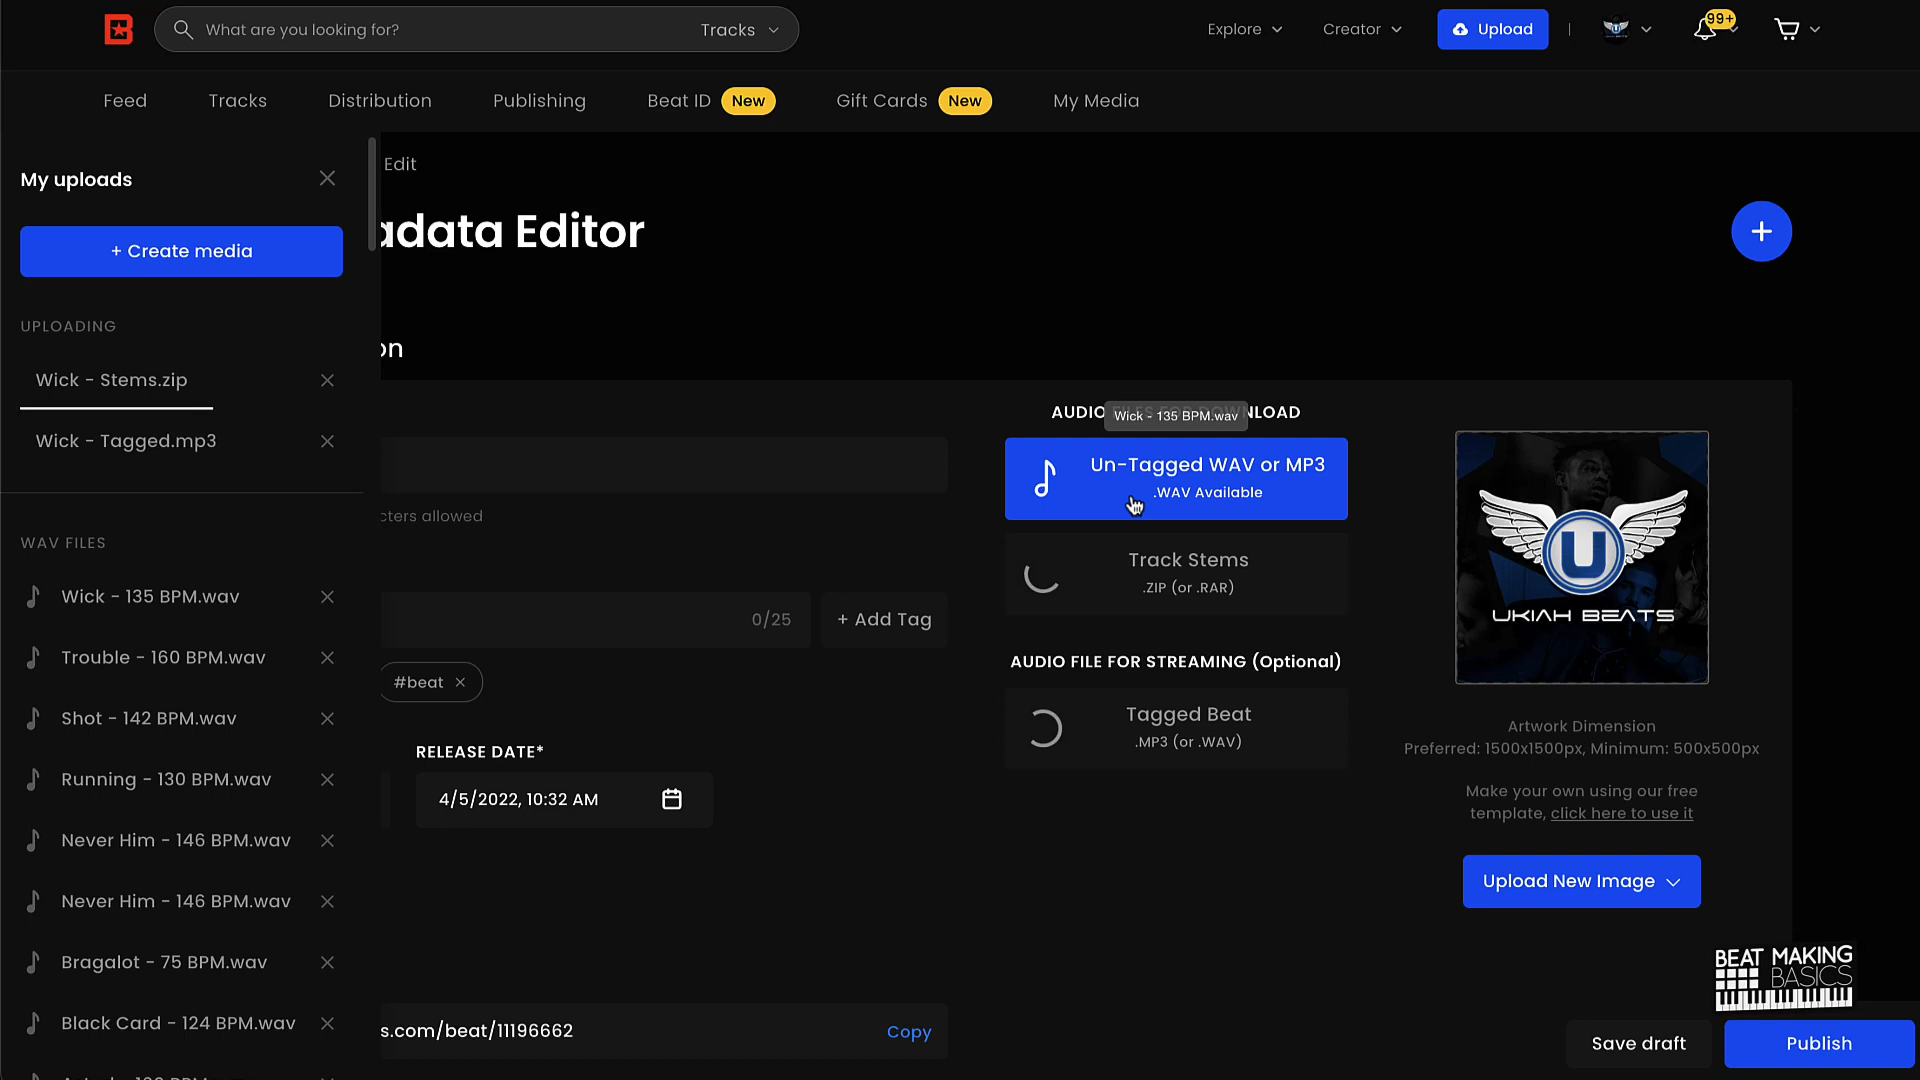 What are you looking for?
Tracks
Explore
Creator
Upload
99+
Feed
Tracks
Distribution
Publishing
Beat ID
New
Gift Cards
New
My Media
My uploads
+ Create media
UPLOADING
Wick - Stems.zip
Wick - Tagged.mp3
WAV FILES
Wick - 135 BPM.wav
Trouble - 160 BPM.wav
Shot - 142 BPM.wav
Running - 130 BPM.wav
Never Him - 146 BPM.wav
Never Him - 146 BPM.wav
Bragalot - 75 BPM.wav
Black Card - 124 BPM.wav
Edit
adata Editor
on
cters allowed
0/25
+ Add Tag
#beat
RELEASE DATE*
4/5/2022, 10:32 AM
s.com/beat/11196662
Copy
AUDIO FILES FOR DOWNLOAD
Wick - 135 BPM.wav
Un-Tagged WAV or MP3
.WAV Available
Track Stems
.ZIP (or .RAR)
AUDIO FILE FOR STREAMING (Optional)
Tagged Beat
.MP3 (or .WAV)
U
UKIAH BEATS
Artwork Dimension
Preferred: 1500x1500px, Minimum: 500x500px
Make your own using our free
template, click here to use it
Upload New Image
BEAT MAKING
BASICS
Save draft
Publish